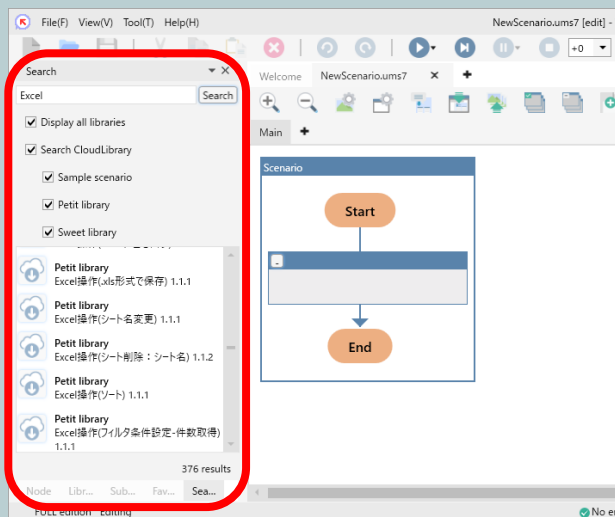 File(F) View(V) Tool(T) Help(H) NewScenario.ums7 [edit] -
+0
Search
Welcome NewScenario.ums7
Excel Search
Display all libraries
Search CloudLibrary
Sample scenario
Petit library
Sweet library
Main
Scenario
Start
End
Petit library
Excel操作(.xls形式で保存) 1.1.1
Petit library
Excel操作(シート名変更) 1.1.1
Petit library
Excel操作(シート削除：シート名) 1.1.2
Petit library
Excel操作(ソート) 1.1.1
Petit library
Excel操作(フィルタ条件設定-件数取得)
1.1.1
376 results
Node Libr... Sub... Fav... Sea...
FULL edition Editing No er